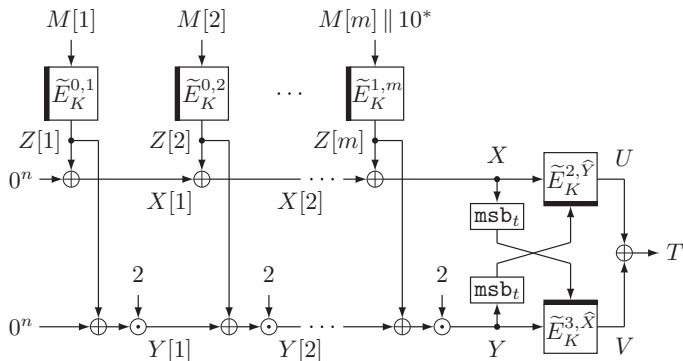 M[1] M[2] M[m] ∥ 10*
Ẽ_K^{0,1} Ẽ_K^{0,2} ··· Ẽ_K^{1,m}
Z[1] Z[2] Z[m]
X Ẽ_K^{2,Ŷ} U
0^n X[1] X[2] ···
msb_t
T
2 2 2 msb_t
0^n Y[1] Y[2] ··· Y Ẽ_K^{3,X̂} V